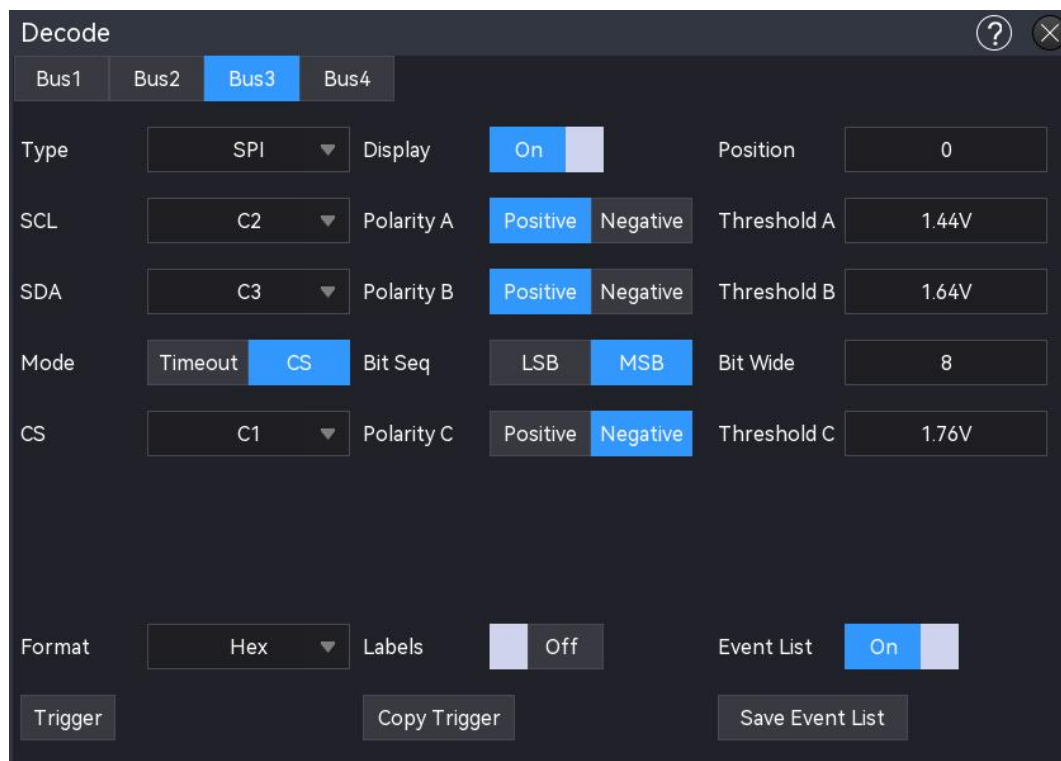 Decode ?
Bus1 Bus2 Bus3 Bus4
Type SPI Display On Position 0
SCL C2 Polarity A Positive Negative Threshold A 1.44V
SDA C3 Polarity B Positive Negative Threshold B 1.64V
Mode Timeout CS Bit Seq LSB MSB Bit Wide 8
CS C1 Polarity C Positive Negative Threshold C 1.76V
Format Hex Labels Off Event List On
Trigger Copy Trigger Save Event List